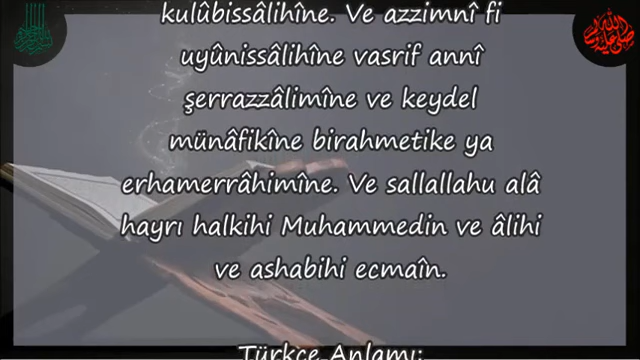 kulûbissâlihîne. Ve azzimnî fi
uyûnissâlihîne vasrif annî
şerrazzâlimîne ve keydel
münâfikîne birahmetike ya
erhamerrâhimîne. Ve sallallahu alâ
hayrı halkihi Muhammedin ve âlihi
ve ashabihi ecmaîn.
Türkçe Anlamı: